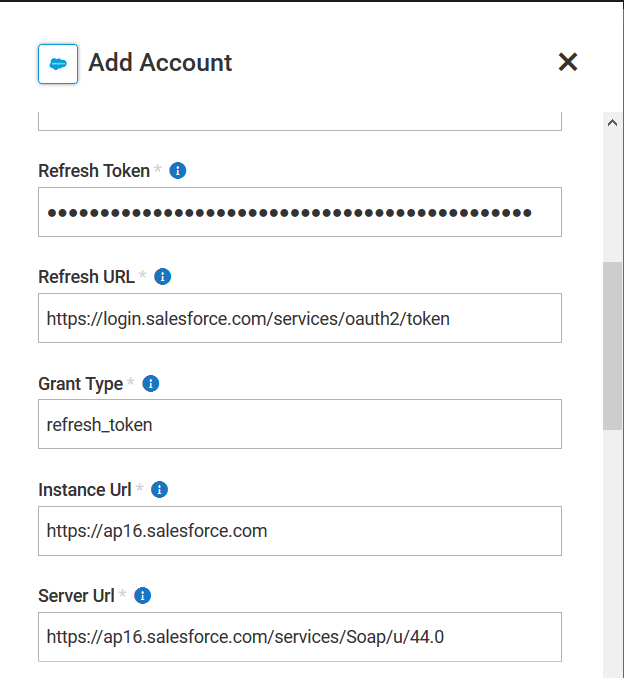 Add Account
Refresh Token *
●●●●●●●●●●●●●●●●●●●●●●●●●●●●●●●●●●●●●●●●●●●●●●
Refresh URL *
https://login.salesforce.com/services/oauth2/token
Grant Type *
refresh_token
Instance Url *
https://ap16.salesforce.com
Server Url *
https://ap16.salesforce.com/services/Soap/u/44.0